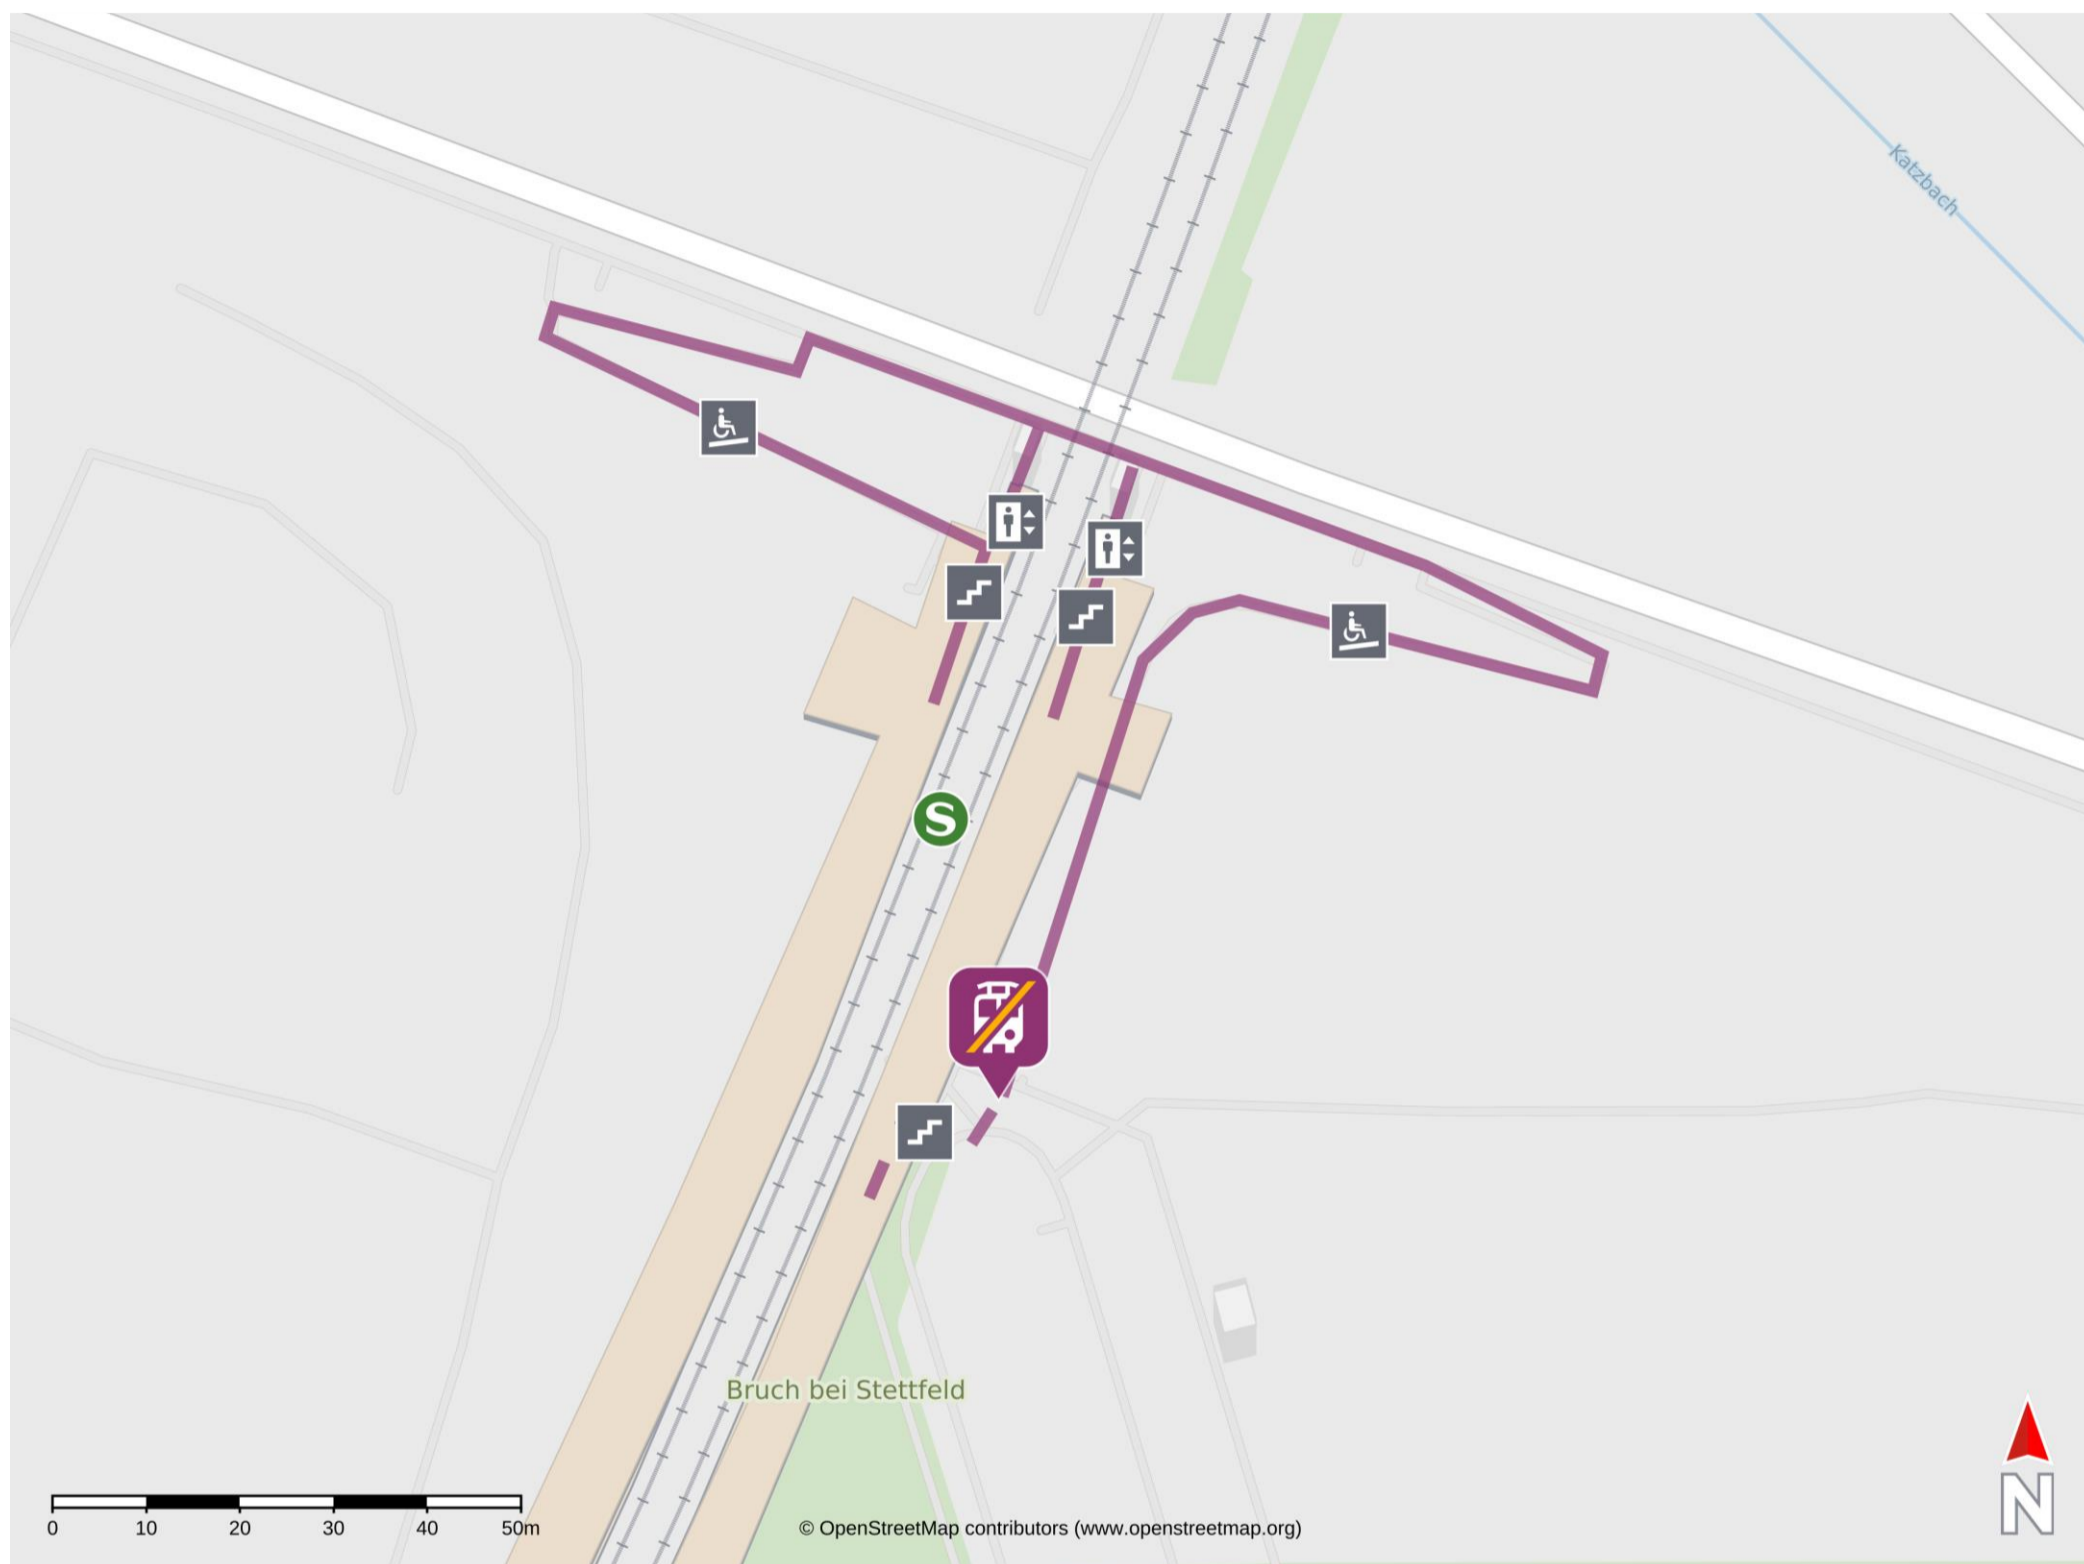 Katzbach
S
Bruch bei Stettfeld
N
0 10 20 30 40 50m
© OpenStreetMap contributors (www.openstreetmap.org)